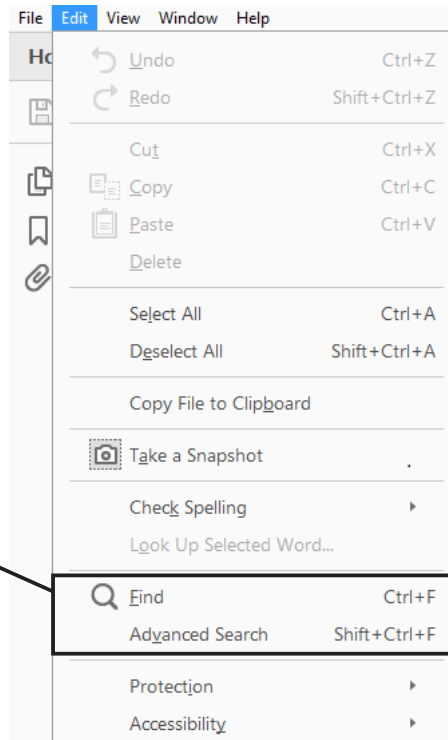 File Edit View Window Help
Ho
Undo Ctrl+Z
Redo Shift+Ctrl+Z
Cut Ctrl+X
Copy Ctrl+C
Paste Ctrl+V
Delete
Select All Ctrl+A
Deselect All Shift+Ctrl+A
Copy File to Clipboard
Take a Snapshot
Check Spelling
Look Up Selected Word...
Find Ctrl+F
Advanced Search Shift+Ctrl+F
Protection
Accessibility